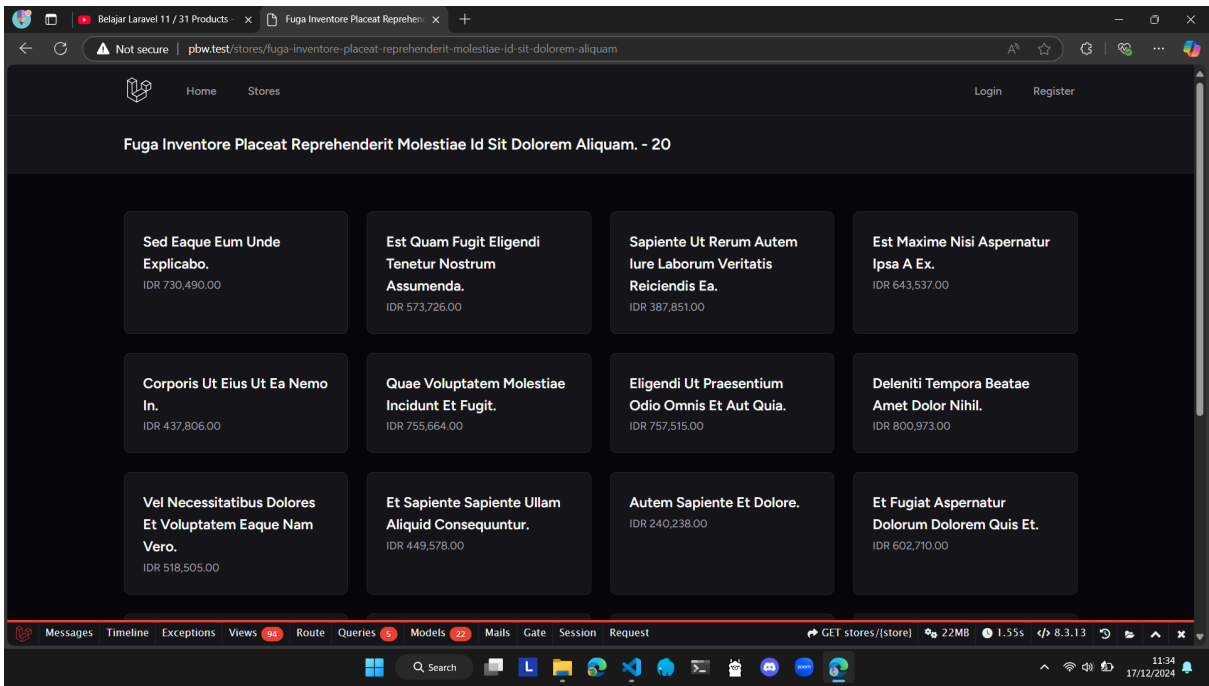 Belajar Laravel 11 / 31 Products -
Fuga Inventore Placeat Reprehen
Not secure | pbw.test/stores/fuga-inventore-placeat-reprehenderit-molestiae-id-sit-dolorem-aliquam
Home Stores Login Register
Fuga Inventore Placeat Reprehenderit Molestiae Id Sit Dolorem Aliquam. - 20
Sed Eaque Eum Unde
Explicabo.
IDR 730,490.00
Est Quam Fugit Eligendi
Tenetur Nostrum
Assumenda.
IDR 573,726.00
Sapiente Ut Rerum Autem
Iure Laborum Veritatis
Reiciendis Ea.
IDR 387,851.00
Est Maxime Nisi Aspernatur
Ipsa A Ex.
IDR 643,537.00
Corporis Ut Eius Ut Ea Nemo
In.
IDR 437,806.00
Quae Voluptatem Molestiae
Incidunt Et Fugit.
IDR 755,664.00
Eligendi Ut Praesentium
Odio Omnis Et Aut Quia.
IDR 757,515.00
Deleniti Tempora Beatae
Amet Dolor Nihil.
IDR 800,973.00
Vel Necessitatibus Dolores
Et Voluptatem Eaque Nam
Vero.
IDR 518,505.00
Et Sapiente Sapiente Ullam
Aliquid Consequuntur.
IDR 449,578.00
Autem Sapiente Et Dolore.
IDR 240,238.00
Et Fugiat Aspernatur
Dolorum Dolorem Quis Et.
IDR 602,710.00
Messages Timeline Exceptions Views 94 Route Queries 5 Models 22 Mails Gate Session Request GET stores/{store} 22MB 1.55s 8.3.13
Search
11:34
17/12/2024